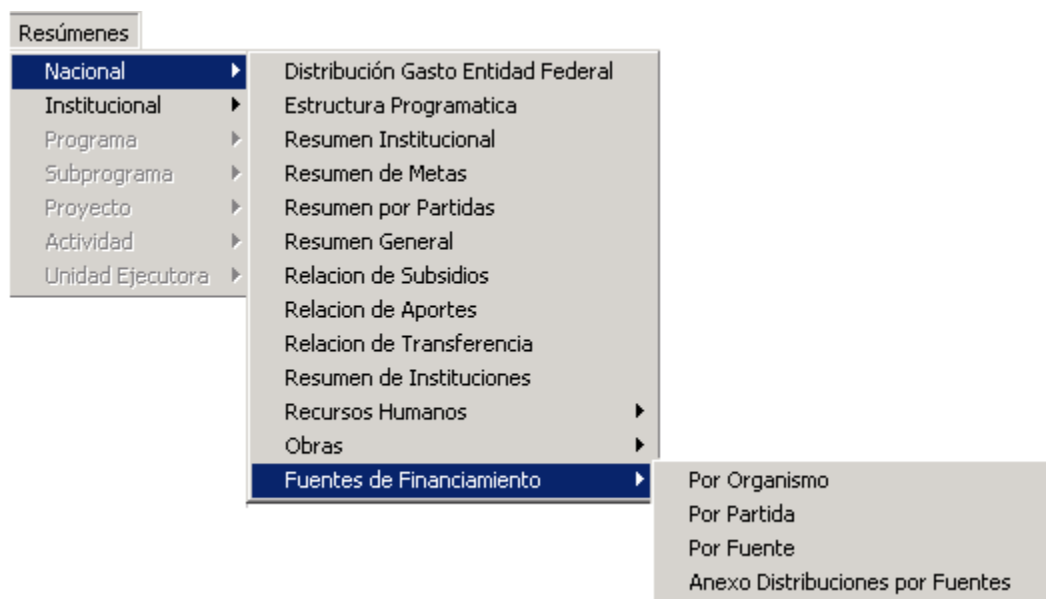 Resúmenes
Nacional
Institucional
Programa
Subprograma
Proyecto
Actividad
Unidad Ejecutora
Distribución Gasto Entidad Federal
Estructura Programatica
Resumen Institucional
Resumen de Metas
Resumen por Partidas
Resumen General
Relacion de Subsidios
Relacion de Aportes
Relacion de Transferencia
Resumen de Instituciones
Recursos Humanos
Obras
Fuentes de Financiamiento
Por Organismo
Por Partida
Por Fuente
Anexo Distribuciones por Fuentes